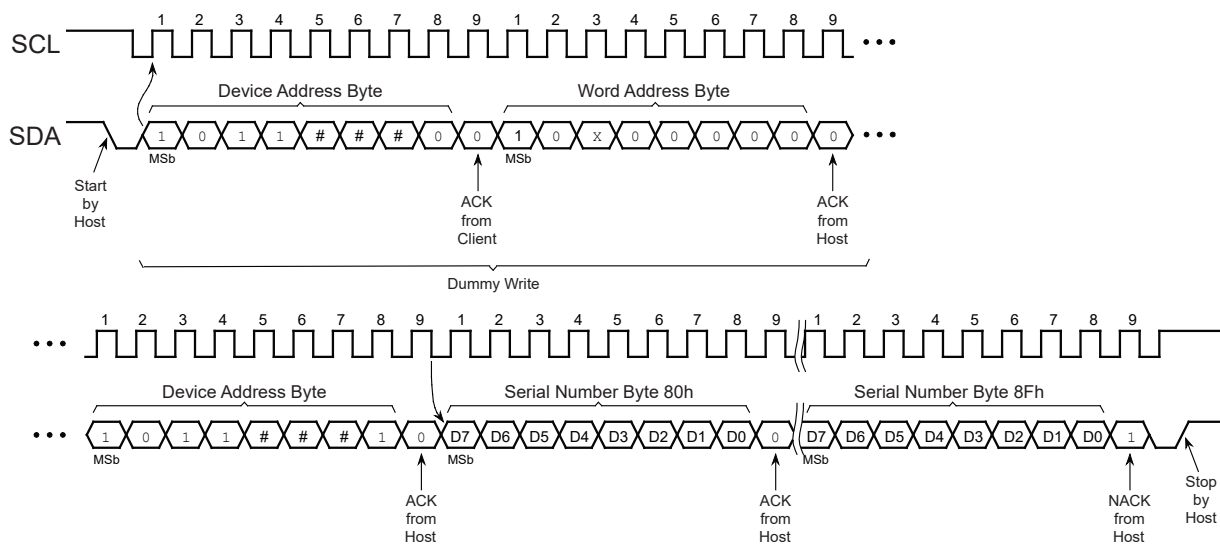 1 2 3 4 5 6 7 8 9 1 2 3 4 5 6 7 8 9
SCL
Device Address Byte Word Address Byte
SDA 1 0 1 1 # # # 0 0 1 0 X 0 0 0 0 0 0 0
MSb MSb
Start by Host
ACK from Client
ACK from Host
Dummy Write
1 2 3 4 5 6 7 8 9 1 2 3 4 5 6 7 8 9 1 2 3 4 5 6 7 8 9
Device Address Byte Serial Number Byte 80h Serial Number Byte 8Fh
1 0 1 1 # # # 1 0 D7 D6 D5 D4 D3 D2 D1 D0 0 D7 D6 D5 D4 D3 D2 D1 D0 1
MSb MSb MSb
ACK from Host
ACK from Host
NACK from Host
Stop by Host